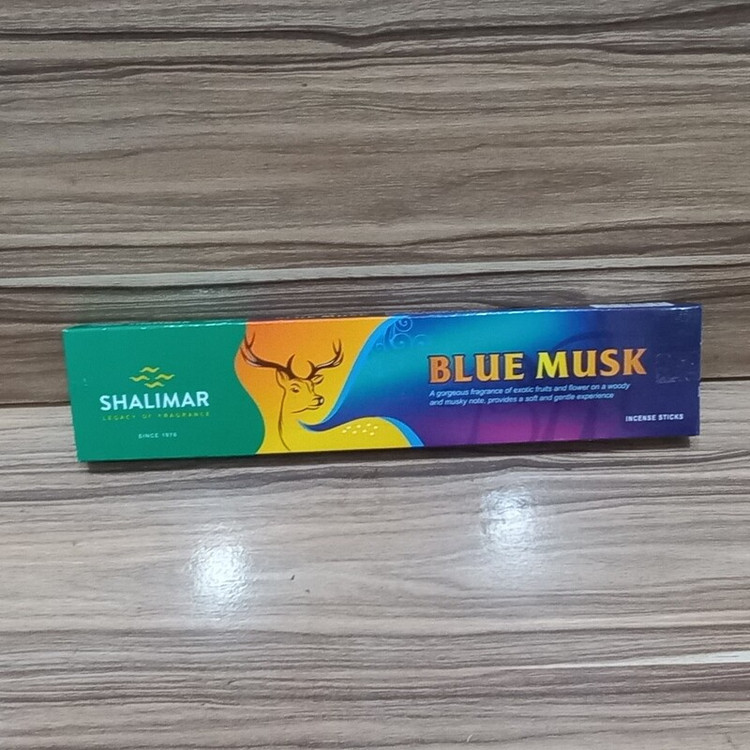 SHALIMAR
LEGACY OF FRAGRANCE
SINCE 1976
BLUE MUSK
A gorgeous fragrance of exotic fruits and flower on a woody
and musky note, provides a soft and gentle experience
INCENSE STICKS